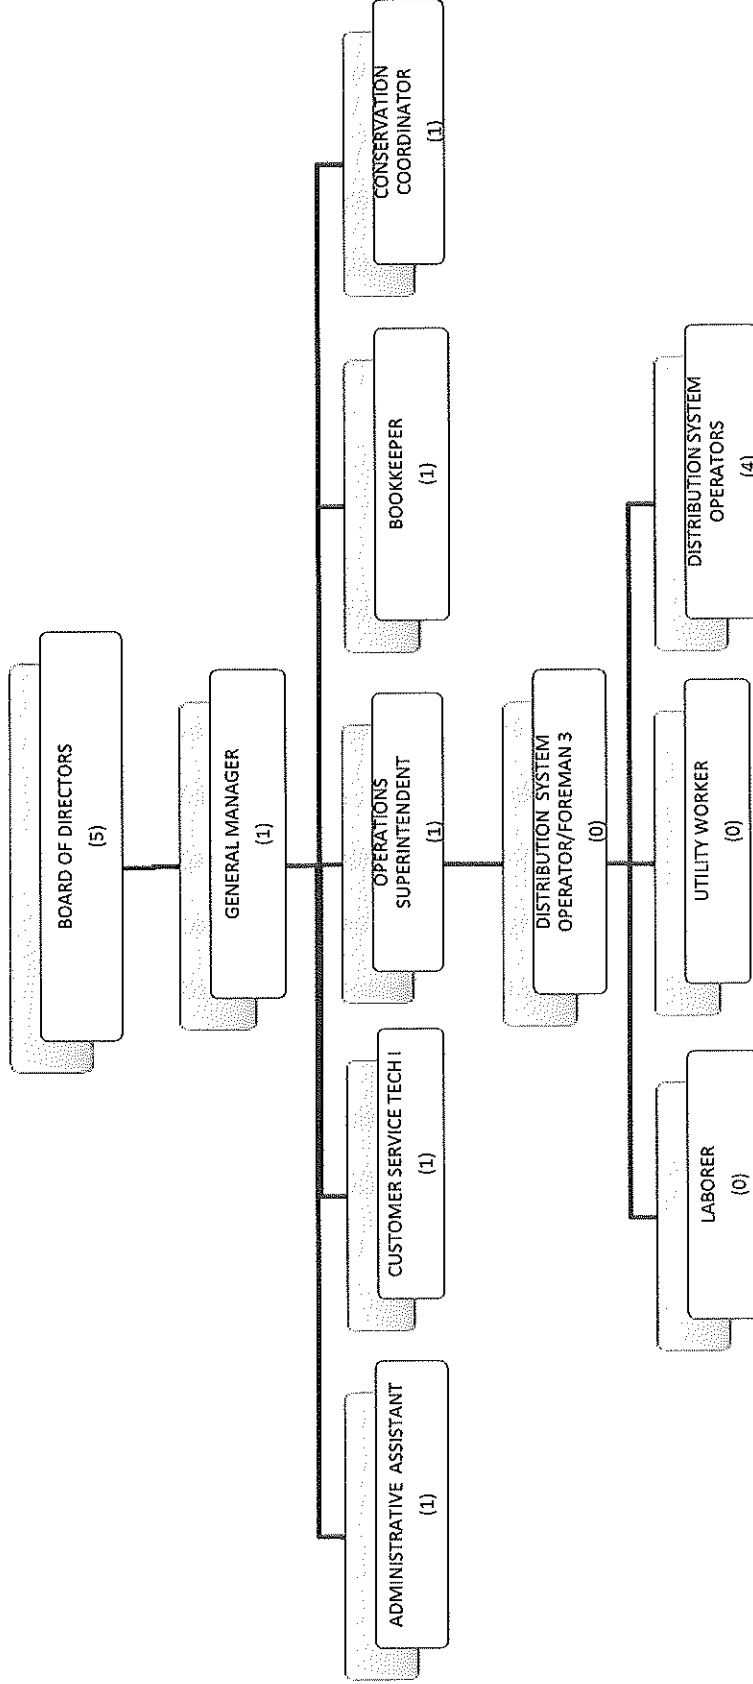 BOARD OF DIRECTORS
(5)
GENERAL MANAGER
(1)
ADMINISTRATIVE ASSISTANT
(1)
CUSTOMER SERVICE TECH I
(1)
OPERATIONS
SUPERINTENDENT
(1)
BOOKKEEPER
(1)
CONSERVATION
COORDINATOR
(1)
DISTRIBUTION SYSTEM
OPERATOR/FOREMAN 3
(0)
LABORER
(0)
UTILITY WORKER
(0)
DISTRIBUTION SYSTEM
OPERATORS
(4)